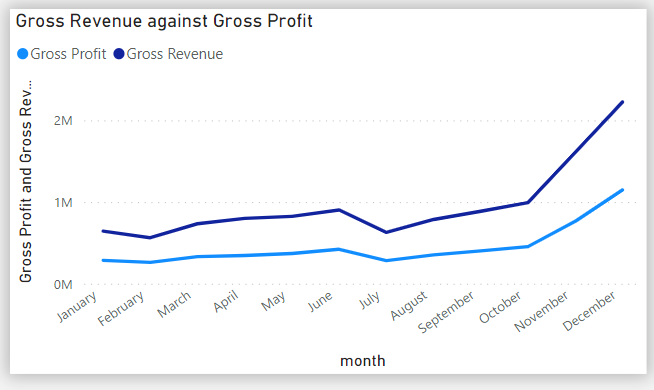 Gross Revenue against Gross Profit
Gross Profit Gross Revenue
Gross Profit and Gross Rev...
2M
1M
0M
January February March April May June July August September October November December
month